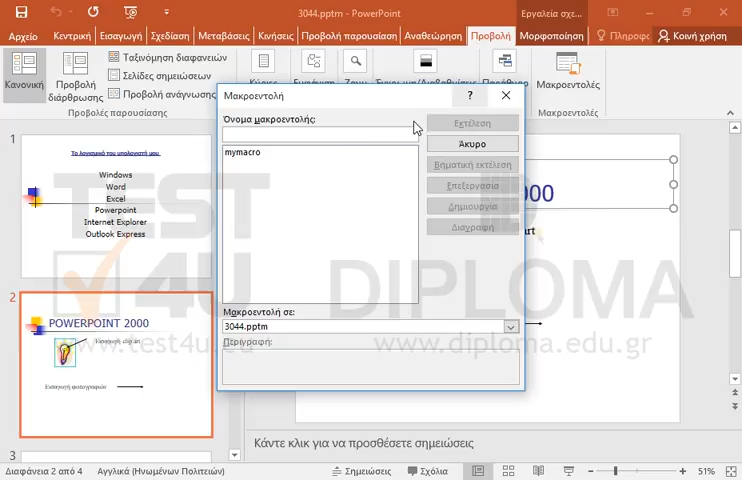 3044.pptm - PowerPoint
Εργαλεία σχε...
Αρχείο
Κεντρική
Εισαγωγή
Σχεδίαση
Μεταβάσεις
Κινήσεις
Προβολή παρουσίαση
Αναθεώρηση
Προβολή
Μορφοποίηση
Πληροφς
Κοινή χρήση
Κανονική
Προβολή διάρθρωσης
Ταξινόμηση διαφανειών
Σελίδες σημειώσεων
Προβολή ανάγνωσης
Προβολές παρουσίασης
Μακροεντολές
Μακροεντολές
Μακροεντολή
?
Όνομα μακροεντολής:
mymacro
Εκτέλεση
Άκυρο
Βηματική εκτέλεση
Επεξεργασία
Δημιουργία
Διαγραφή
Μακροεντολή σε:
3044.pptm
Περιγραφή:
1
Το λογισμικό του υπολογιστή μου
Windows
Word
Excel
Powerpoint
Internet Explorer
Outlook Express
2
POWERPOINT 2000
Εισαγωγή clip art
Εισαγωγή φωτογραφιών
3
000
art
TEST
4U
DIPLOMA
www.test4u.eu
www.diploma.edu.gr
Κάντε κλικ για να προσθέσετε σημειώσεις
Διαφάνεια 2 από 4
Αγγλικά (Ηνωμένων Πολιτειών)
Σημειώσεις
Σχόλια
51%